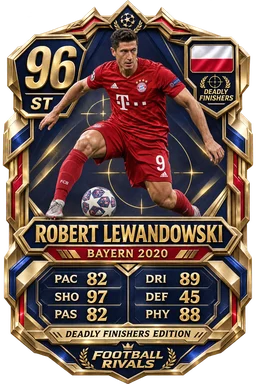 96
ST
DEADLY
FINISHERS
T
9
ROBERT LEWANDOWSKI
BAYERN 2020
PAC 82 DRI 89
SHO 97 DEF 45
PAS 82 PHY 88
DEADLY FINISHERS EDITION
FOOTBALL
RIVALS